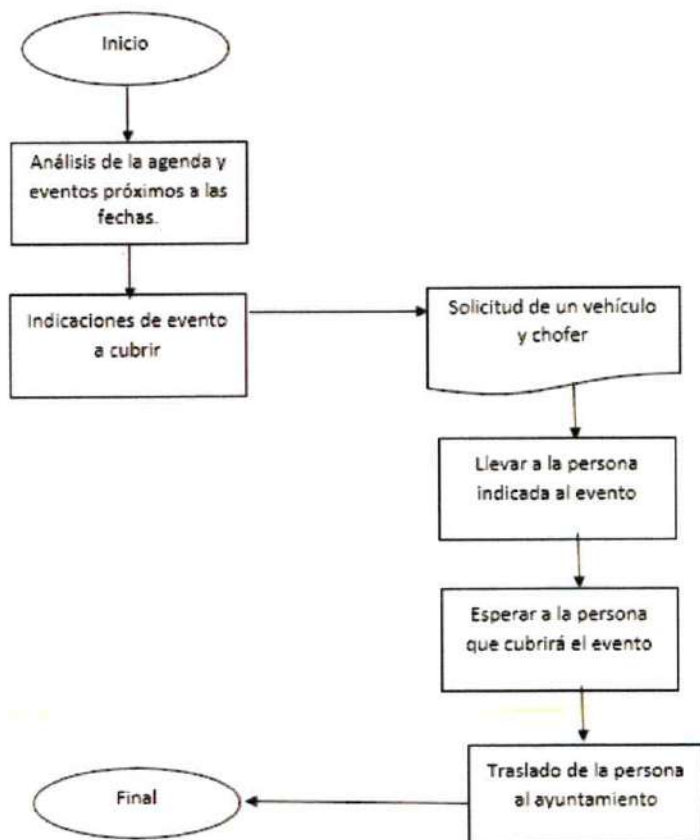 Inicio
Análisis de la agenda y
eventos próximos a las
fechas.
Indicaciones de evento
a cubrir
Solicitud de un vehículo
y chofer
Llevar a la persona
indicada al evento
Esperar a la persona
que cubrirá el evento
Traslado de la persona
al ayuntamiento
Final